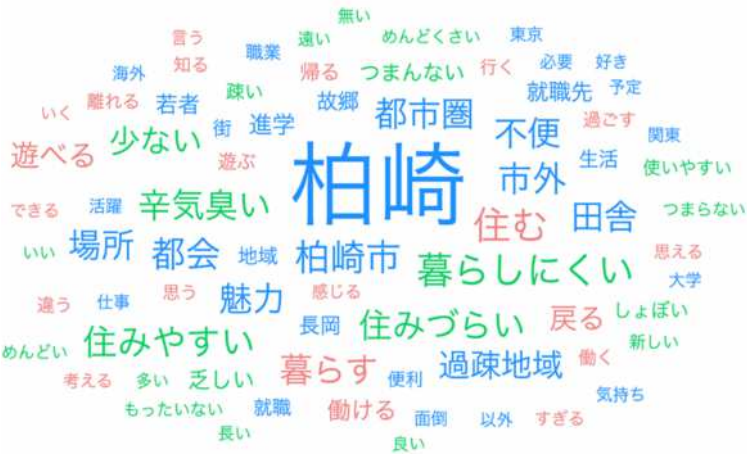 無い
言う 職業 遠い めんどくさい 東京
海外 知る 帰る つまんない 行く 必要 好き
いく 離れる 若者 疎い 故郷 都市圏 就職先 予定
少ない 街 進学 不便 過ごす 関東
遊べる 遊ぶ 柏崎 市外 生活 使いやすい
できる 活躍 辛気臭い 住む 田舎 つまらない
いい 場所 都会 地域 柏崎市 暮らしにくい 思える
違う 仕事 思う 魅力 感じる 大学
めんどい 住みやすい 長岡 住みづらい 戻る しょぼい
考える 多い 乏しい 暮らす 便利 過疎地域 働く 新しい
もったいない 就職 働ける 面倒 以外 すぎる 気持ち
長い 良い